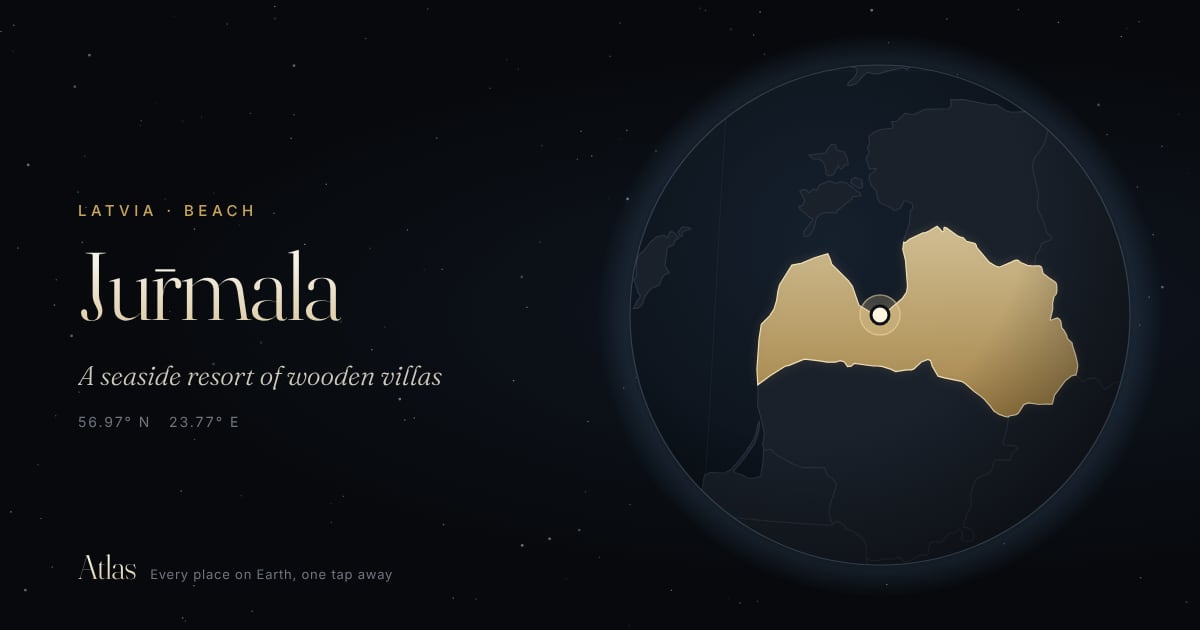 LATVIA · BEACH
Jūrmala
A seaside resort of wooden villas
56.97° N 23.77° E
Atlas Every place on Earth, one tap away